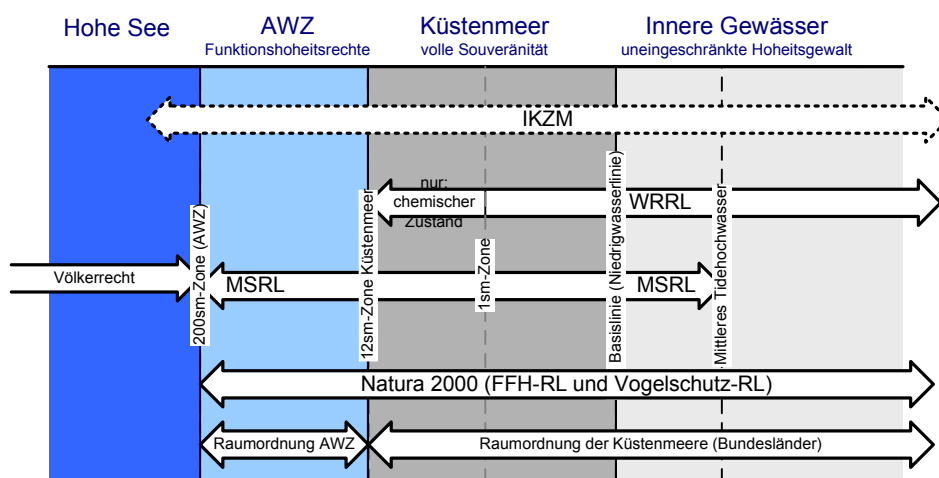 Hohe See
AWZ
Funktionshoheitsrechte
Küstenmeer
volle Souveränität
Innere Gewässer
uneingeschränkte Hoheitsgewalt
IKZM
nur:
chemischer
Zustand
WRRL
Völkerrecht
MSRL
MSRL
200sm-Zone (AWZ)
12sm-Zone Küstenmeer
1sm-Zone
Basislinie (Niedrigwasserlinie)
Mittleres Tidehochwasser
Natura 2000 (FFH-RL und Vogelschutz-RL)
Raumordnung AWZ
Raumordnung der Küstenmeere (Bundesländer)